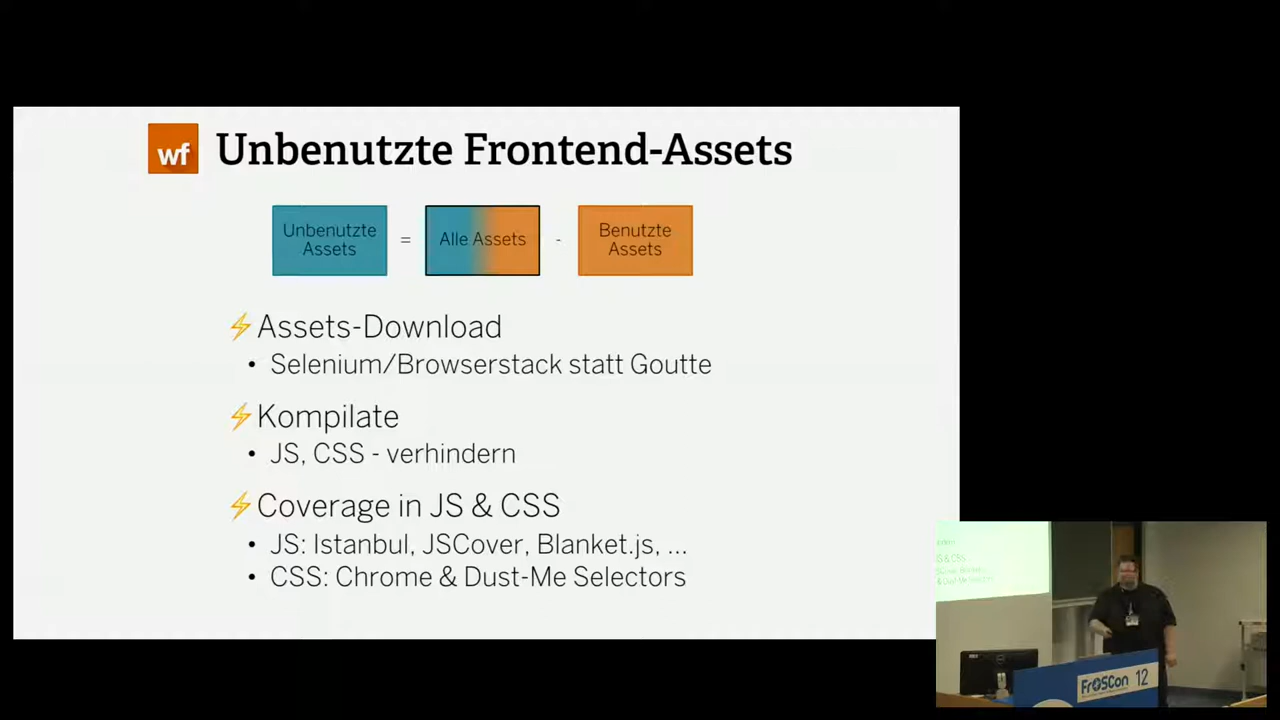 wf
Unbenutzte Frontend-Assets
Unbenutzte
Assets
=
Alle Assets
-
Benutzte
Assets
⚡Assets-Download
• Selenium/Browserstack statt Goutte
⚡Kompilate
• JS, CSS - verhindern
⚡Coverage in JS & CSS
• JS: Istanbul, JSCover, Blanket.js, ...
• CSS: Chrome & Dust-Me Selectors
FrOSCon 12